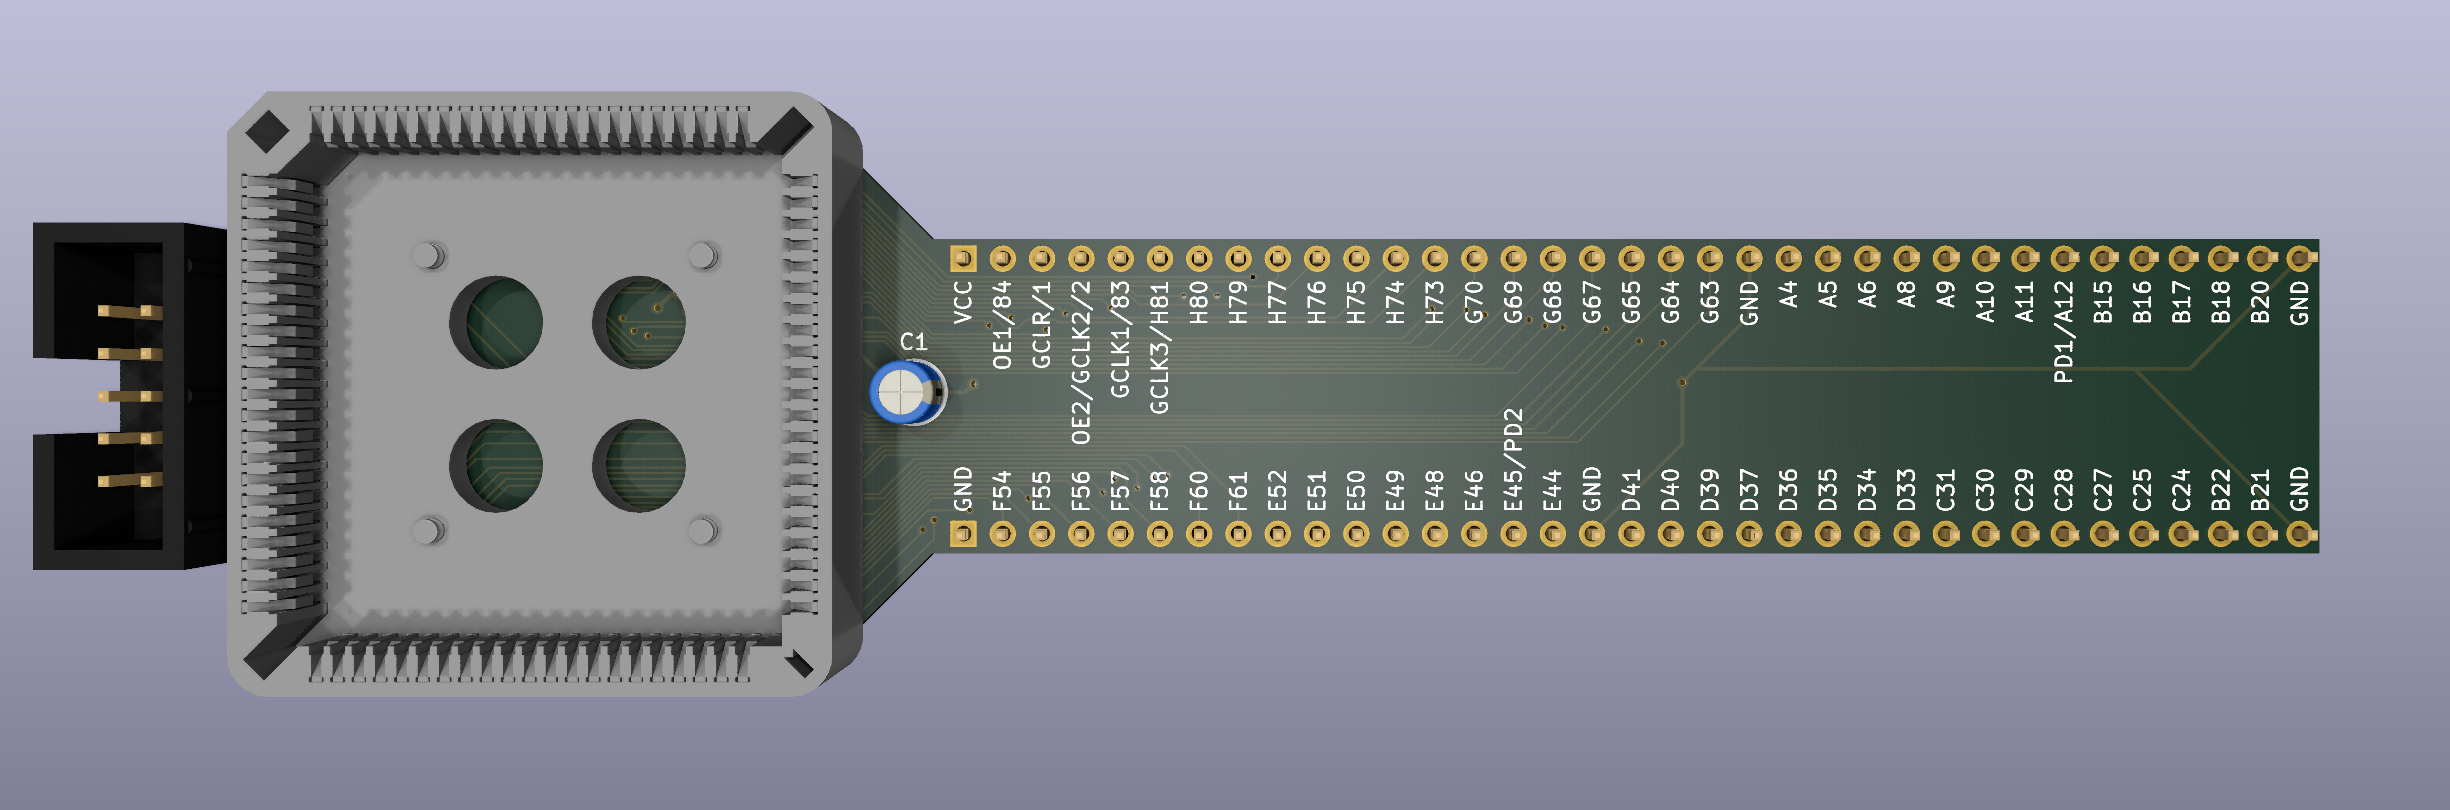 C1
VCC
OE1/84
GCLR/1
OE2/GCLK2/2
GCLK1/83
GCLK3/H81
H80
H79
H77
H76
H75
H74
H73
G70
G69
G68
G67
G65
G64
G63
GND
A4
A5
A6
A8
A9
A10
A11
PD1/A12
B15
B16
B17
B18
B20
GND
GND
F54
F55
F56
F57
F58
F60
F61
E52
E51
E50
E49
E48
E46
E45/PD2
E44
GND
D41
D40
D39
D37
D36
D35
D34
D33
C31
C30
C29
C28
C27
C25
C24
B22
B21
GND